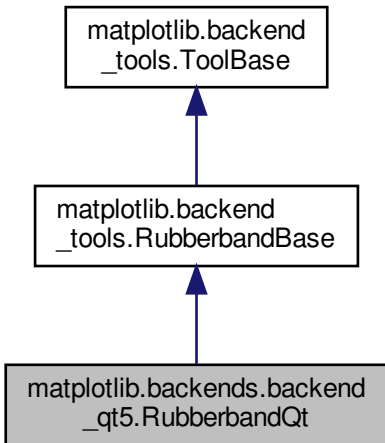 matplotlib.backend
_tools.ToolBase
matplotlib.backend
_tools.RubberbandBase
matplotlib.backends.backend
_qt5.RubberbandQt